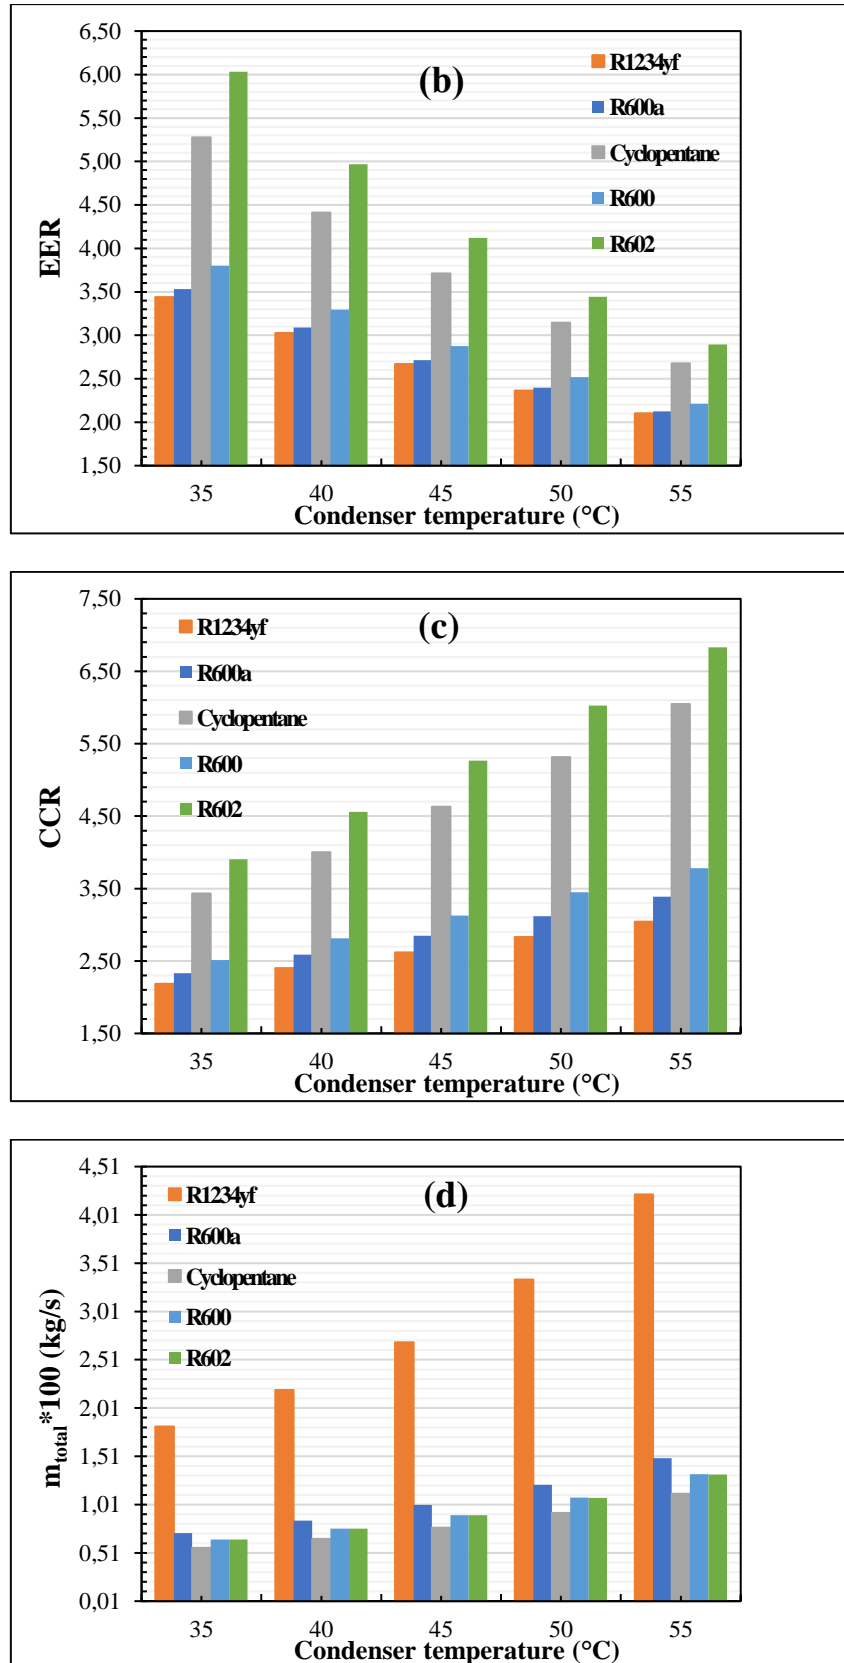 6,50
6,00
5,50
5,00
4,50
4,00
3,50
3,00
2,50
2,00
1,50
EER
(b)
R1234yf
R600a
Cyclopentane
R600
R602
35 40 45 50 55
Condenser temperature (°C)
7,50
6,50
5,50
4,50
3,50
2,50
1,50
CCR
(c)
R1234yf
R600a
Cyclopentane
R600
R602
35 40 45 50 55
Condenser temperature (°C)
4,51
4,01
3,51
3,01
2,51
2,01
1,51
1,01
0,51
0,01
m_total*100 (kg/s)
(d)
R1234yf
R600a
Cyclopentane
R600
R602
35 40 45 50 55
Condenser temperature (°C)